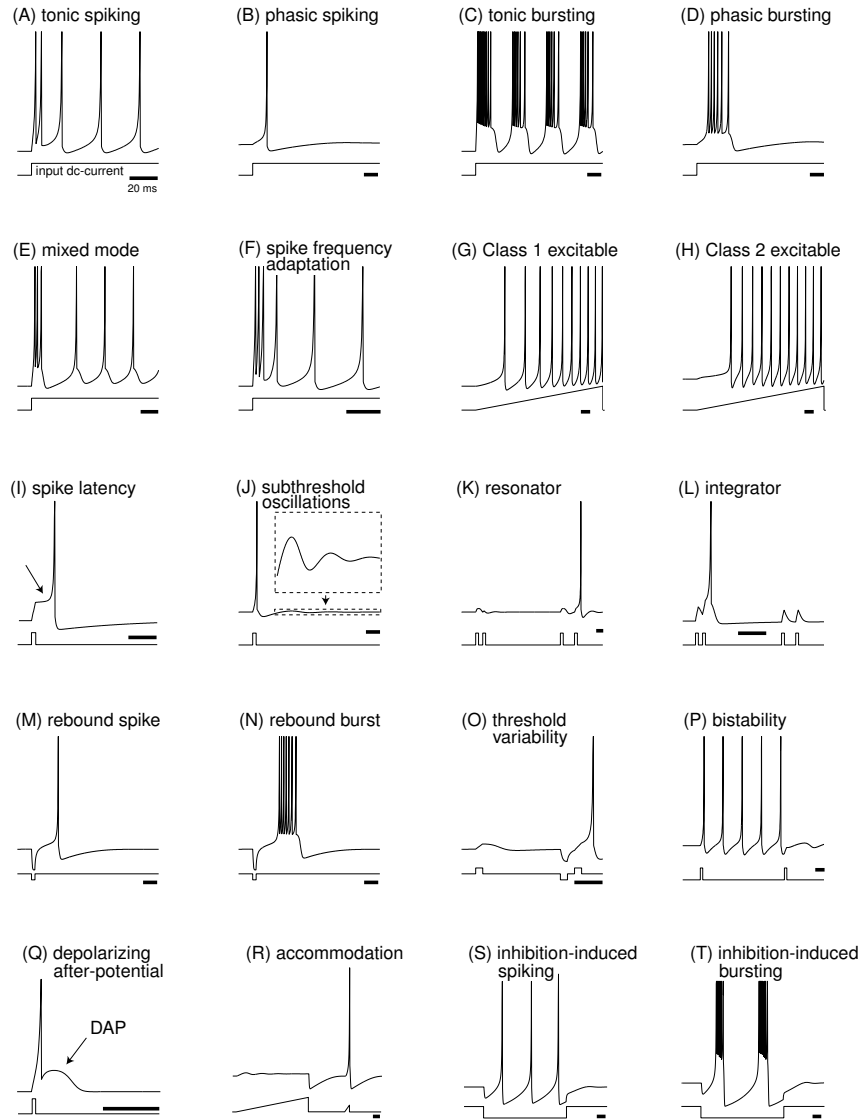 (A) tonic spiking
(B) phasic spiking
(C) tonic bursting
(D) phasic bursting
input dc-current
20 ms
(E) mixed mode
(F) spike frequency
adaptation
(G) Class 1 excitable
(H) Class 2 excitable
(I) spike latency
(J) subthreshold
oscillations
(K) resonator
(L) integrator
(M) rebound spike
(N) rebound burst
(O) threshold
variability
(P) bistability
(Q) depolarizing
after-potential
DAP
(R) accommodation
(S) inhibition-induced
spiking
(T) inhibition-induced
bursting